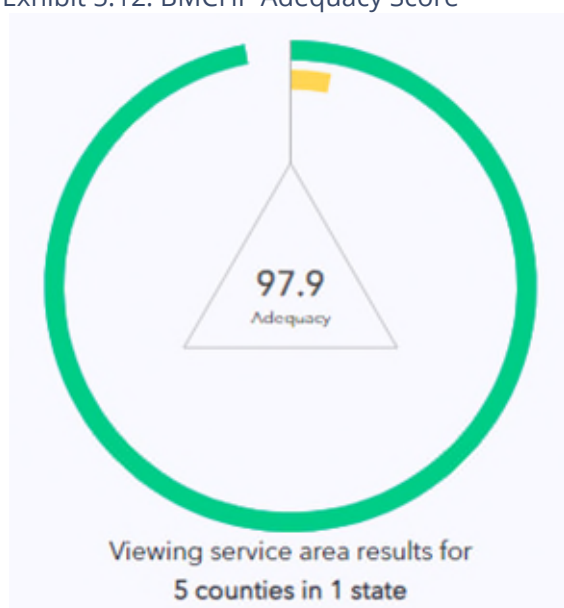 Exhibit 3.12: BMCHP Adequacy Score
97.9
Adequacy
Viewing service area results for
5 counties in 1 state